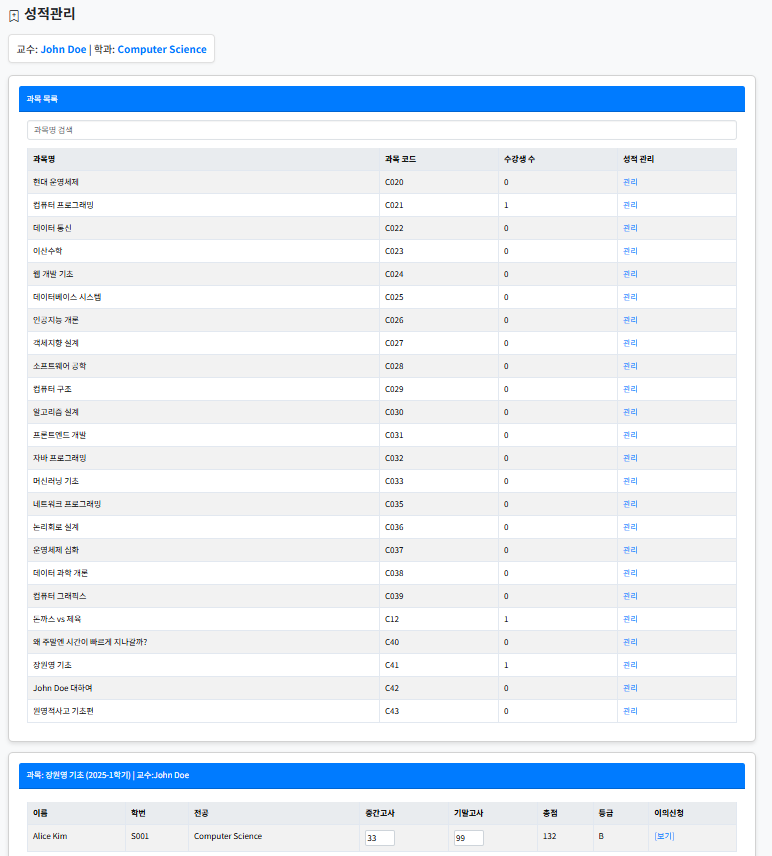 성적관리
교수: John Doe | 학과: Computer Science
과목 목록
과목명 검색
과목명 과목 코드 수강생 수 성적 관리
현대 운영체제 C020 0 관리
컴퓨터 프로그래밍 C021 1 관리
데이터 통신 C022 0 관리
이산수학 C023 0 관리
웹 개발 기초 C024 0 관리
데이터베이스 시스템 C025 0 관리
인공지능 개론 C026 0 관리
객체지향 설계 C027 0 관리
소프트웨어 공학 C028 0 관리
컴퓨터 구조 C029 0 관리
알고리즘 설계 C030 0 관리
프론트엔드 개발 C031 0 관리
자바 프로그래밍 C032 0 관리
머신러닝 기초 C033 0 관리
네트워크 프로그래밍 C035 0 관리
논리회로 설계 C036 0 관리
운영체제 심화 C037 0 관리
데이터 과학 개론 C038 0 관리
컴퓨터 그래픽스 C039 0 관리
돈까스 vs 제육 C12 1 관리
왜 주말엔 시간이 빠르게 지나갈까? C40 0 관리
장원영 기초 C41 1 관리
John Doe 대하여 C42 0 관리
원영적사고 기초편 C43 0 관리
과목: 장원영 기초 (2025-1학기) | 교수:John Doe
이름 학번 전공 중간고사 기말고사 총점 등급 이의신청
Alice Kim S001 Computer Science 33 99 132 B [보기]